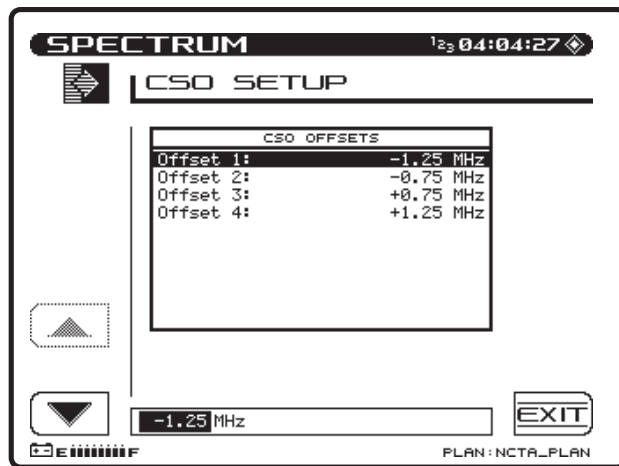 SPECTRUM 123 04:04:27
CSO SETUP
CSO OFFSETS
Offset 1: -1.25 MHz
Offset 2: -0.75 MHz
Offset 3: +0.75 MHz
Offset 4: +1.25 MHz
-1.25 MHz
EXIT
E F PLAN:NCTA_PLAN